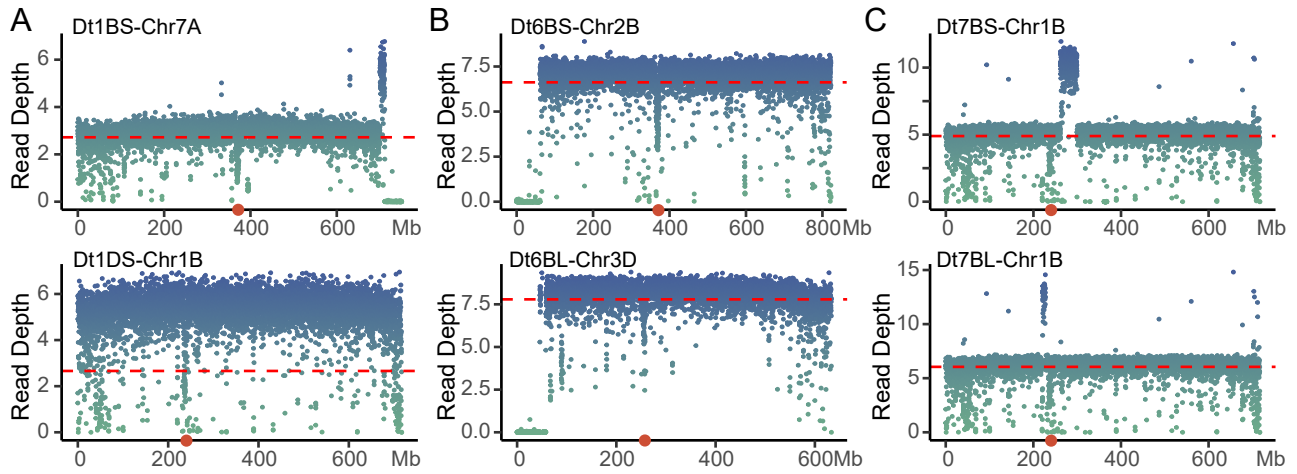 A
Dt1BS-Chr7A
Read Depth
6
4
2
0
0 200 400 600 Mb
Dt1DS-Chr1B
Read Depth
6
4
2
0
0 200 400 600 Mb
B
Dt6BS-Chr2B
Read Depth
7.5
5.0
2.5
0.0
0 200 400 600 800 Mb
Dt6BL-Chr3D
Read Depth
7.5
5.0
2.5
0.0
0 200 400 600 800Mb
C
Dt7BS-Chr1B
Read Depth
10
5
0
0 200 400 600 Mb
Dt7BL-Chr1B
Read Depth
15
10
5
0
0 200 400 600 Mb